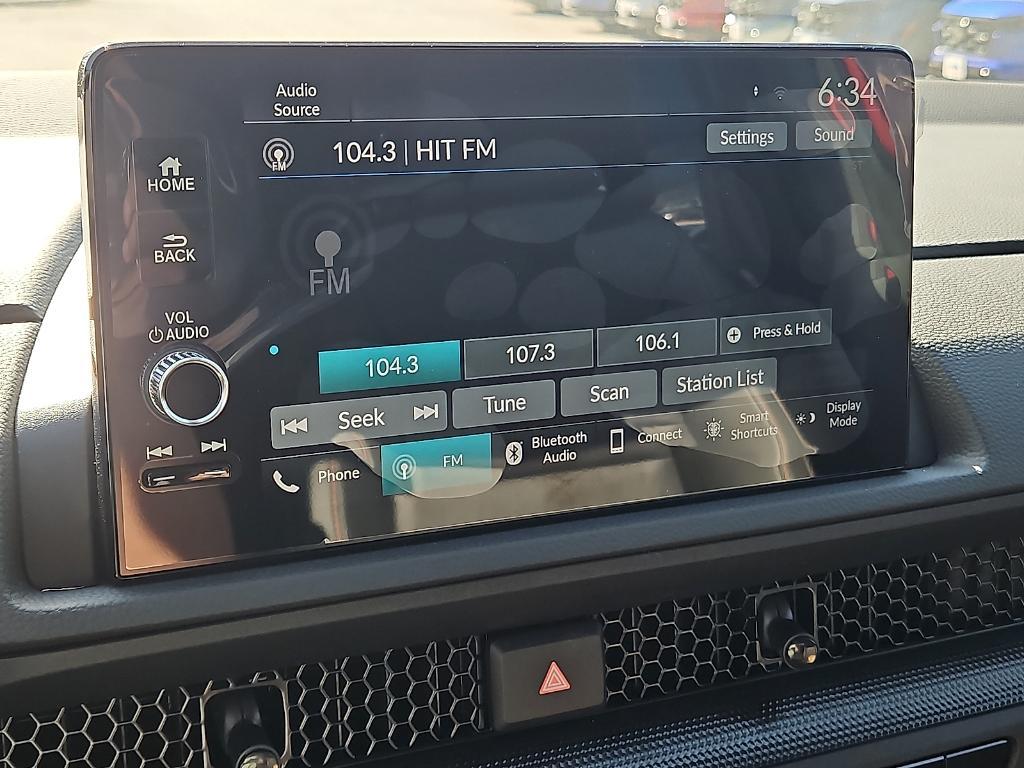 Audio
Source
6:34
FM
104.3 | HIT FM
Settings
Sound
HOME
BACK
FM
VOL
AUDIO
104.3
107.3
106.1
Press & Hold
Seek
Tune
Scan
Station List
Phone
FM
Bluetooth
Audio
Connect
Smart
Shortcuts
Display
Mode